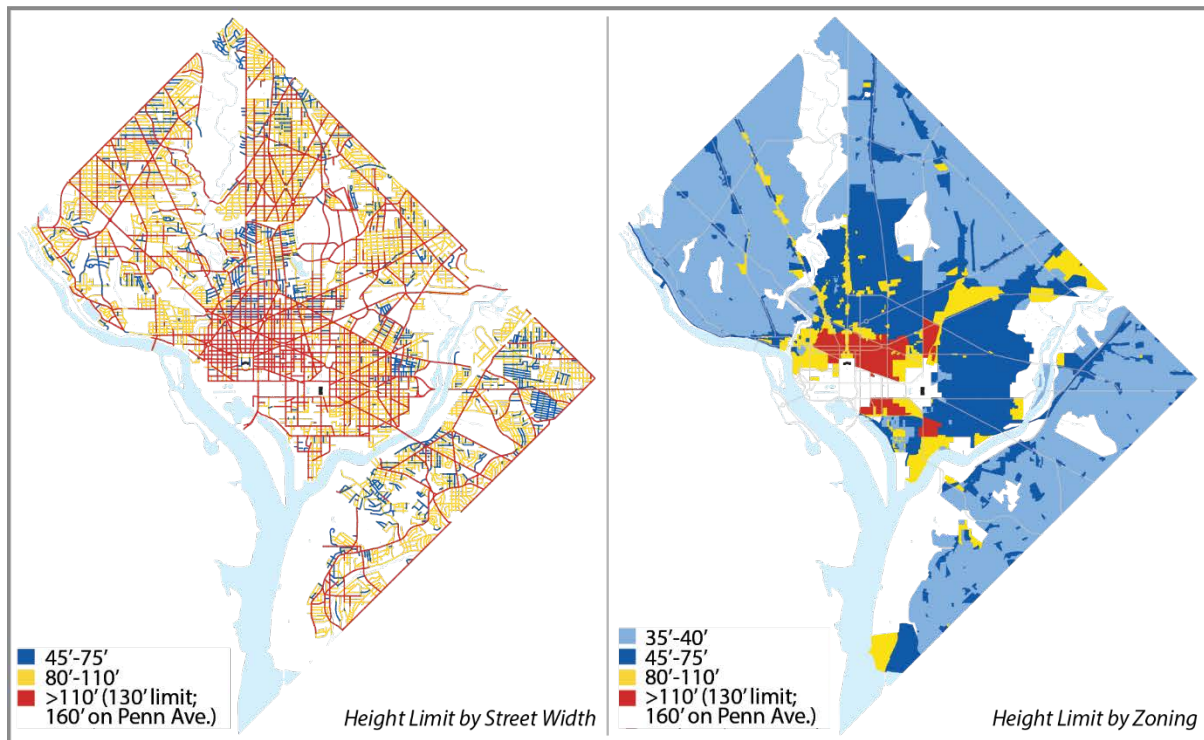 45'-75'
80'-110'
>110' (130' limit;
160' on Penn Ave.)
Height Limit by Street Width
35'-40'
45'-75'
80'-110'
>110' (130' limit;
160' on Penn Ave.)
Height Limit by Zoning